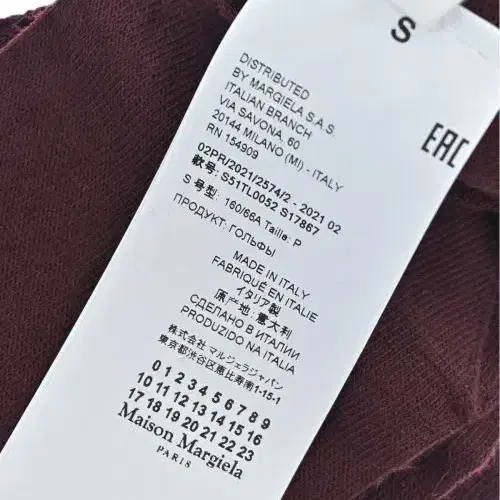 S
EAC
DISTRIBUTED
BY MARGIELA S.A.S.
ITALIAN BRANCH
VIA SAVONA, 60
20144 MILANO (MI) - ITALY
RN 154909
02PR/2021/2574/2 - 2021 02
款号: S51TL0052 S17867
S 号型: 160/66A Taille: P
ПРОДУКТ: ГОЛЬФЫ
MADE IN ITALY
FABRIQUÉ EN ITALIE
イタリア製
原产地 意大利
СДЕЛАНО В ИТАЛИИ
PRODUZIDO NA ITALIA
株式会社 マルジェラジャパン
東京都渋谷区恵比寿南1-15-1
0 1 2 3 4 5 6 7 8 9
10 11 12 13 14 15 16
17 18 19 20 21 22 23
Maison Margiela
PARIS